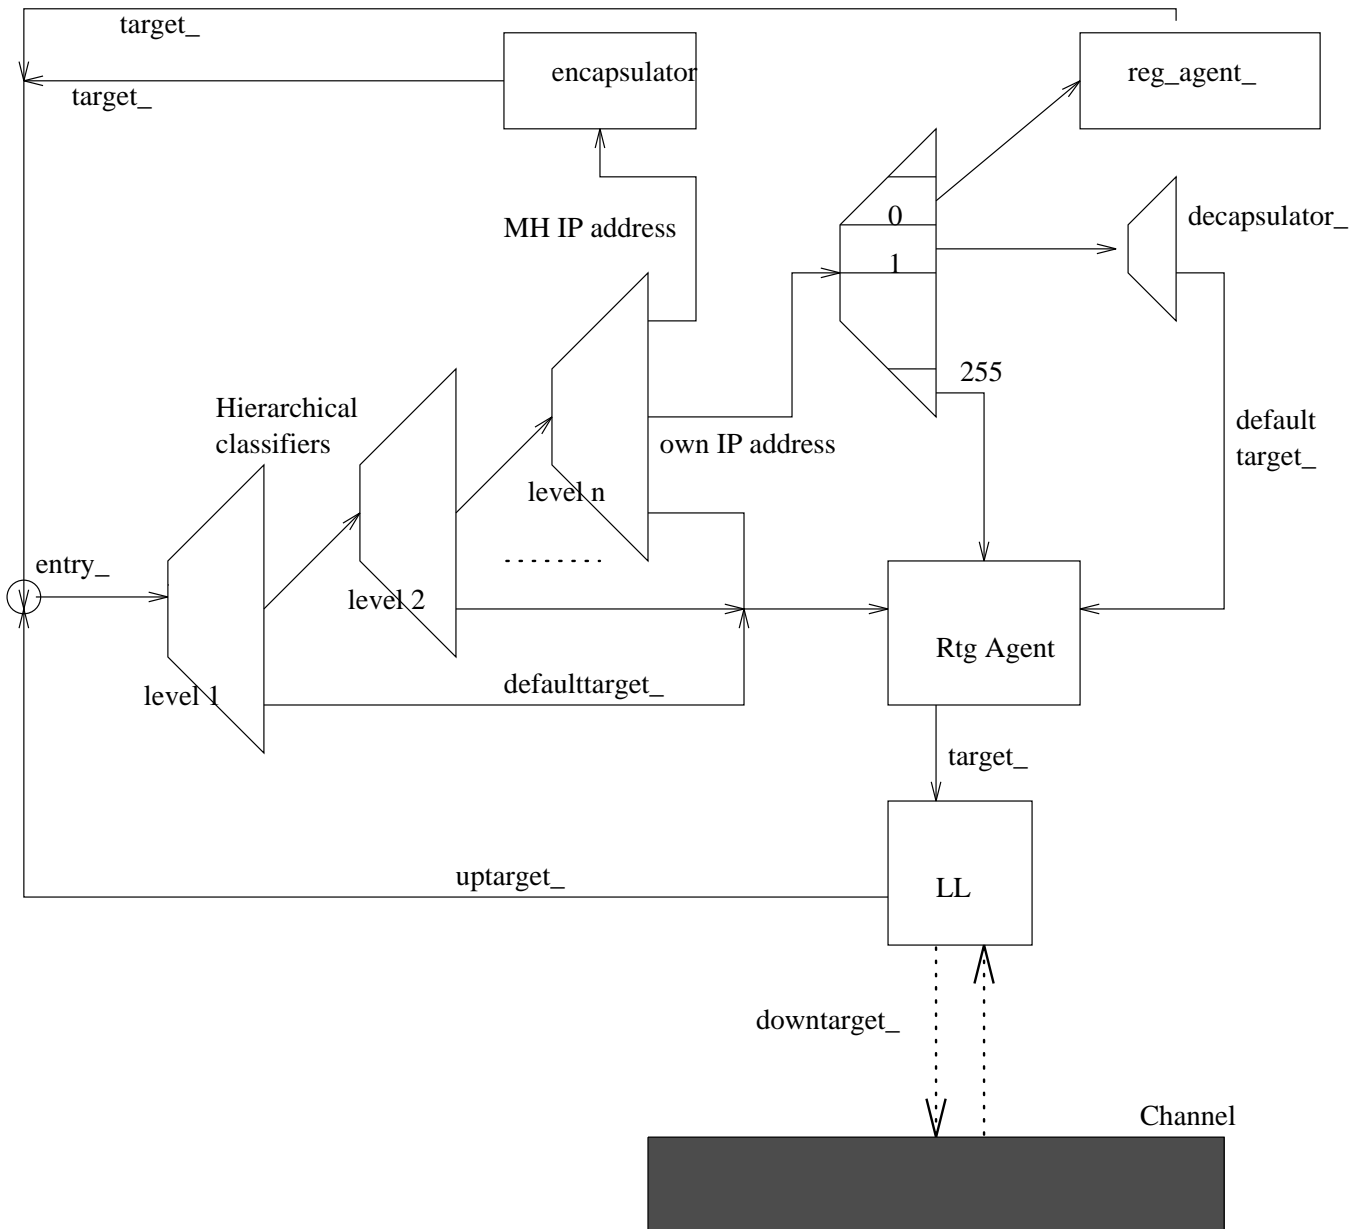 target_
encapsulator
reg_agent_
target_
MH IP address
0
decapsulator_
1
255
Hierarchical
classifiers
own IP address
default
target_
level n
entry_
level 2
Rtg Agent
level 1
defaulttarget_
target_
uptarget_
LL
downtarget_
Channel